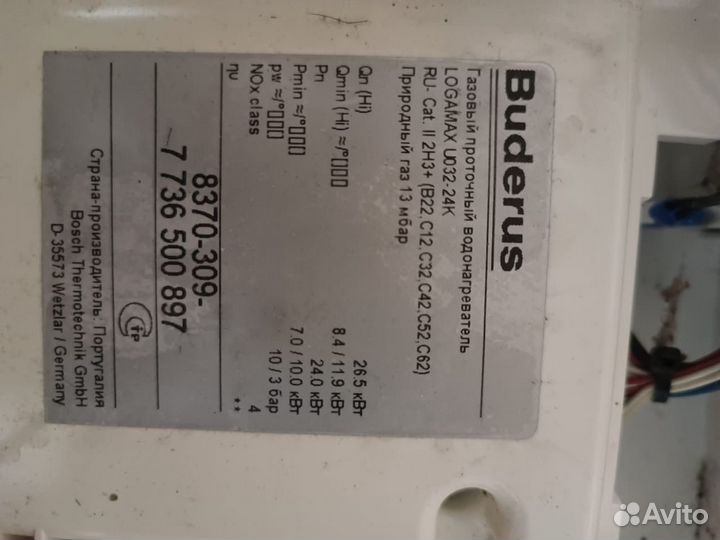 Buderus
Газовый проточный водонагреватель
LOGAMAX U032-24K
RU- Cat. II 2H3+ (B22,C12,C32,C42,C52,C62)
Природный газ 13 мбар
Qn (Hi) 26.5 кВт
Qmin (Hi) ≈/°▯▯▯ 8.4 / 11.9 кВт
Pn 24.0 кВт
Pmin ≈/°▯▯▯ 7.0 / 10.0 кВт
pw ≈/°▯▯▯ 10 / 3 бар
NOx class 4
ηυ **
8370-309-
7 736 500 897
TP
Страна-производитель: Португалия
Bosch Thermotechnik GmbH
D-35573 Wetzlar / Germany
Avito